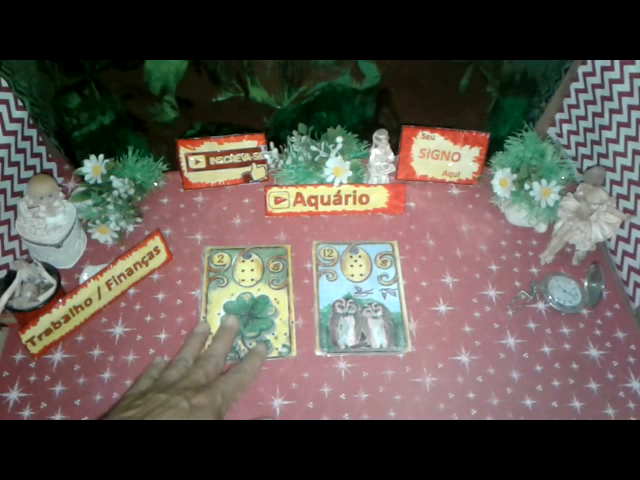 INSCREVA-SE
Seu
SIGNO
Aqui
Aquário
Trabalho / Finanças
2
12